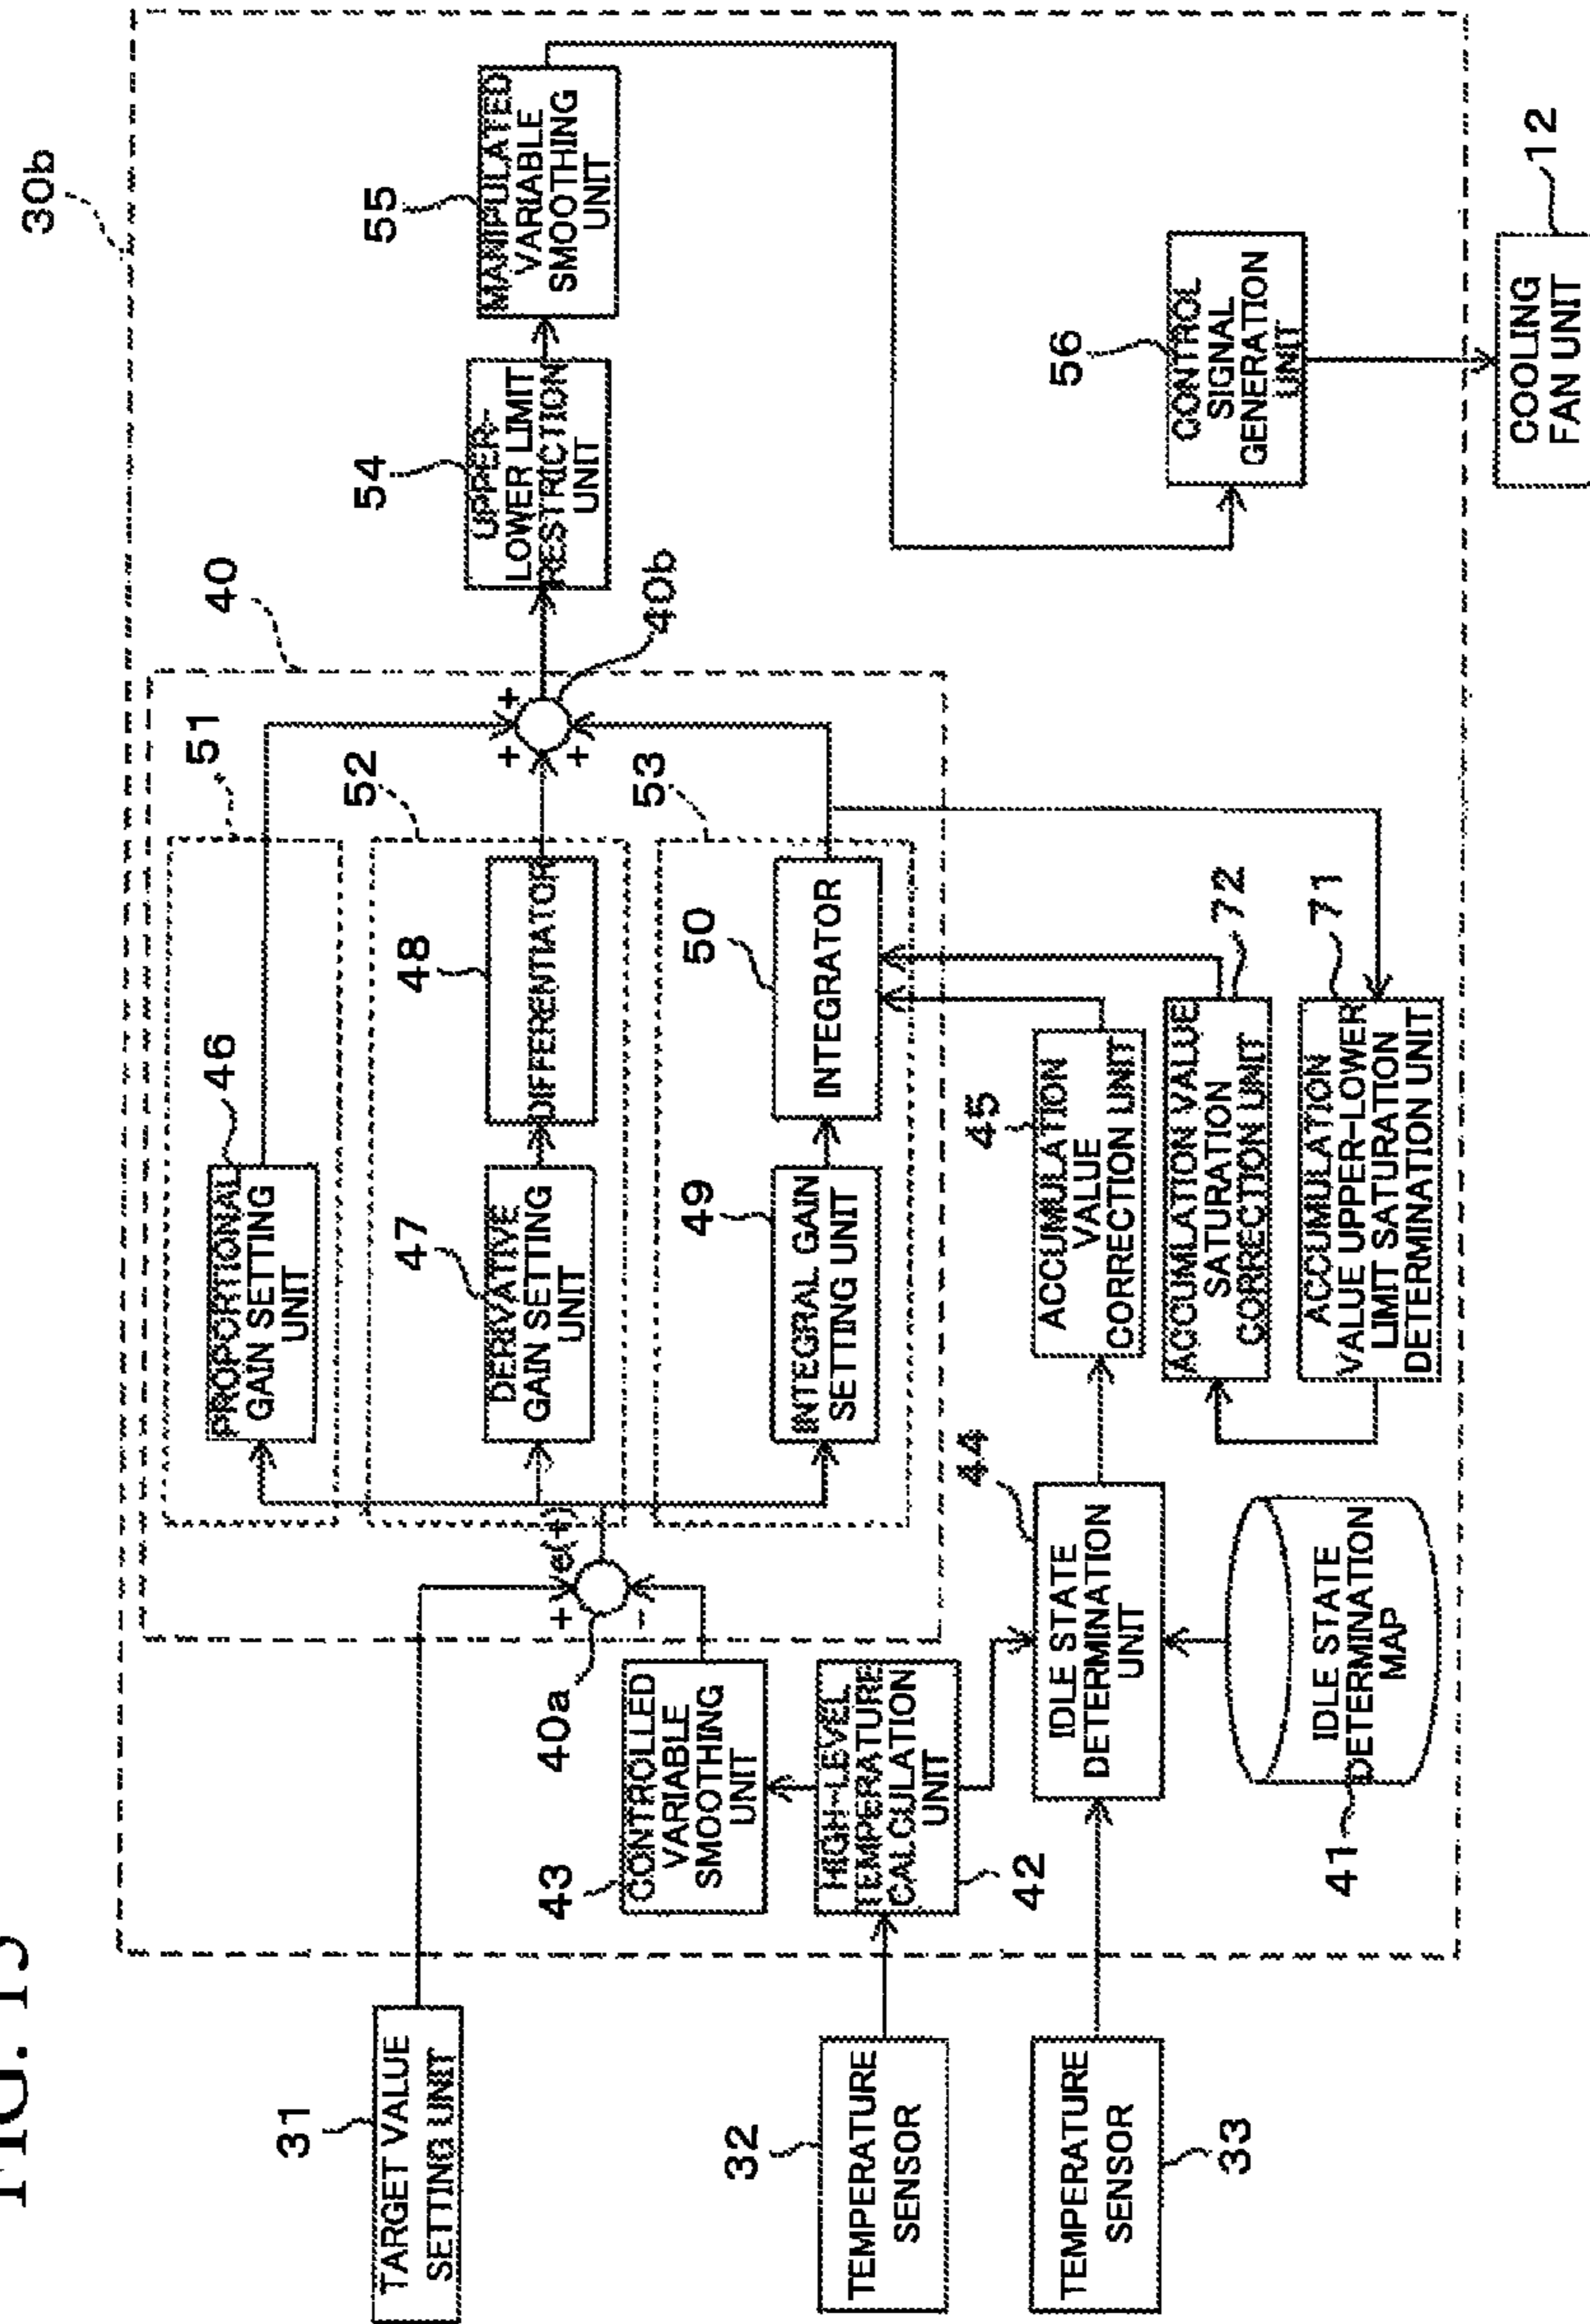 FIG. 15
30b
31
TARGET VALUE
SETTING UNIT
32
TEMPERATURE
SENSOR
33
TEMPERATURE
SENSOR
43
CONTROLLED
VARIABLE
SMOOTHING
UNIT
HIGH-LEVEL
TEMPERATURE
CALCULATION
UNIT
42
44
IDLE STATE
DETERMINATION
UNIT
IDLE STATE
DETERMINATION
MAP
41
40
40a
+
-
e(+)
51
46
PROPORTIONAL
GAIN SETTING
UNIT
52
47
DERIVATIVE
GAIN SETTING
UNIT
48
DIFFERENTIATOR
53
49
INTEGRAL GAIN
SETTING UNIT
50
INTEGRATOR
+
+
+
40b
45
ACCUMULATION
VALUE
CORRECTION UNIT
72
ACCUMLATION VALUE
SATURATION
CORRECTION UNIT
71
ACCUMULATION
VALUE UPPER-LOWER
LIMIT SATURATION
DETERMINATION UNIT
54
UPPER-
LOWER LIMIT
RESTRICTION
UNIT
55
MANIPULATED
VARIABLE
SMOOTHING
UNIT
56
CONTROL
SIGNAL
GENERATION
UNIT
12
COOLING
FAN UNIT